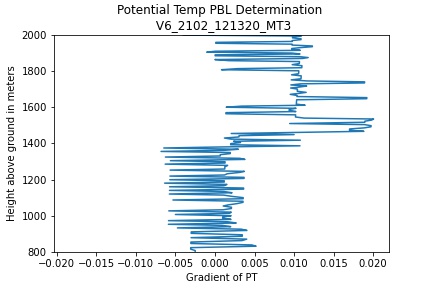 Potential Temp PBL Determination
V6_2102_121320_MT3
Height above ground in meters
2000
1800
1600
1400
1200
1000
800
−0.020 −0.015 −0.010 −0.005 0.000 0.005 0.010 0.015 0.020
Gradient of PT